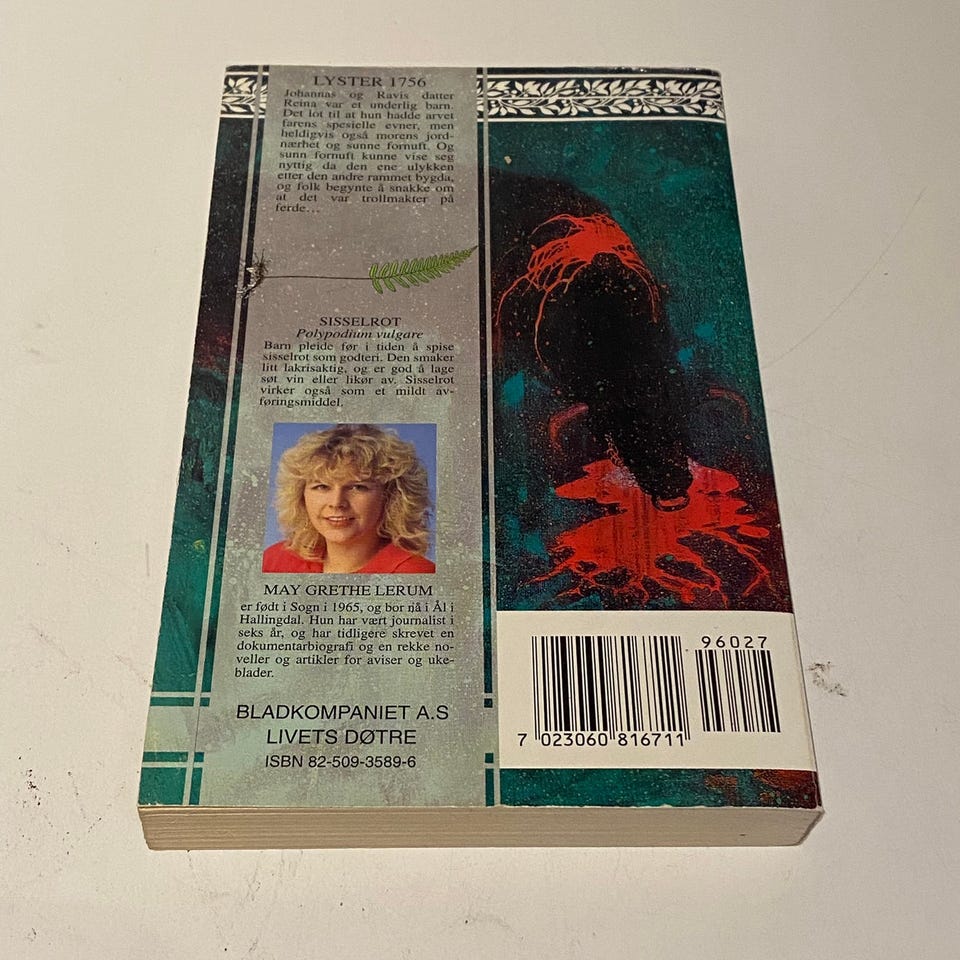 LYSTER 1756
Johannas og Ravis datter
Reina var et underlig barn.
Det lot til at hun hadde arvet
farens spesielle evner, men
heldigvis også morens jord-
nærhet og sunne fornuft. Og
sunn fornuft kunne vise seg
nyttig da den ene ulykken
etter den andre rammet bygda,
og folk begynte å snakke om
at det var trollmakter på
ferde...
SISSELROT
Polypodium vulgare
Barn pleide før i tiden å spise
sisselrot som godteri. Den smaker
litt lakrisaktig, og er god å lage
søt vin eller likør av. Sisselrot
virker også som et mildt av-
føringsmiddel.
MAY GRETHE LERUM
er født i Sogn i 1965, og bor nå i Ål i
Hallingdal. Hun har vært journalist i
seks år, og har tidligere skrevet en
dokumentarbiografi og en rekke no-
veller og artikler for aviser og uke-
blader.
BLADKOMPANIET A.S
LIVETS DØTRE
ISBN 82-509-3589-6
96027
7 023060 816711